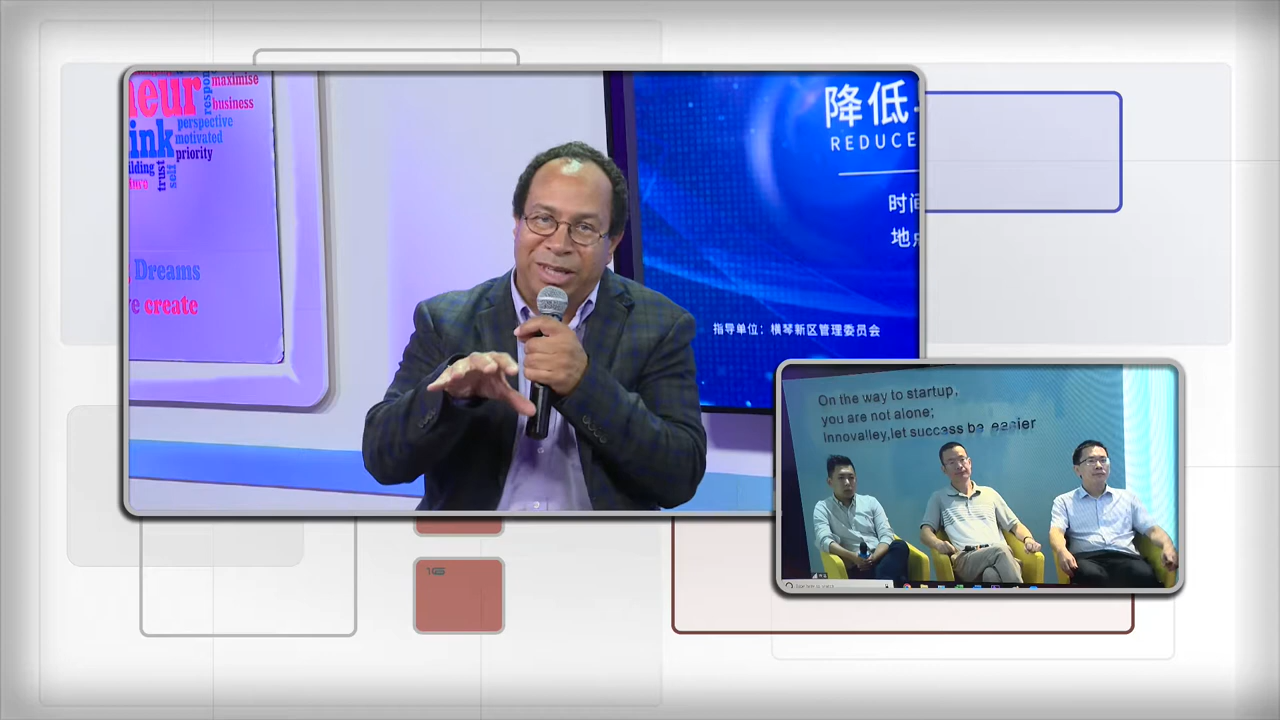 maximise
business
perspective
motivated
priority
trust
self
Dreams
create
降低
REDUCE
时间
地点
指导单位：横琴新区管理委员会
On the way to startup,
you are not alone;
Innovalley,let success be easier
16